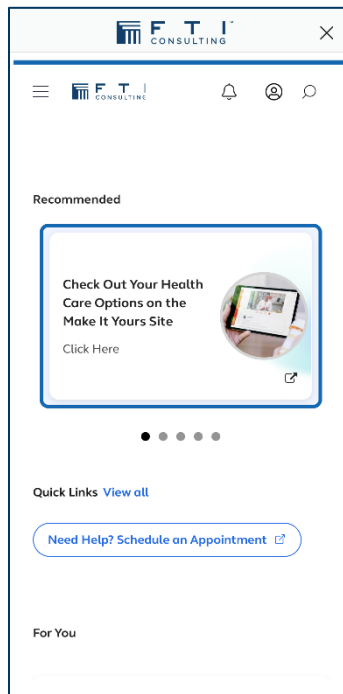 FTI
CONSULTING
FTI
CONSULTING
Recommended
Check Out Your Health
Care Options on the
Make It Yours Site
Click Here
Quick Links View all
Need Help? Schedule an Appointment
For You